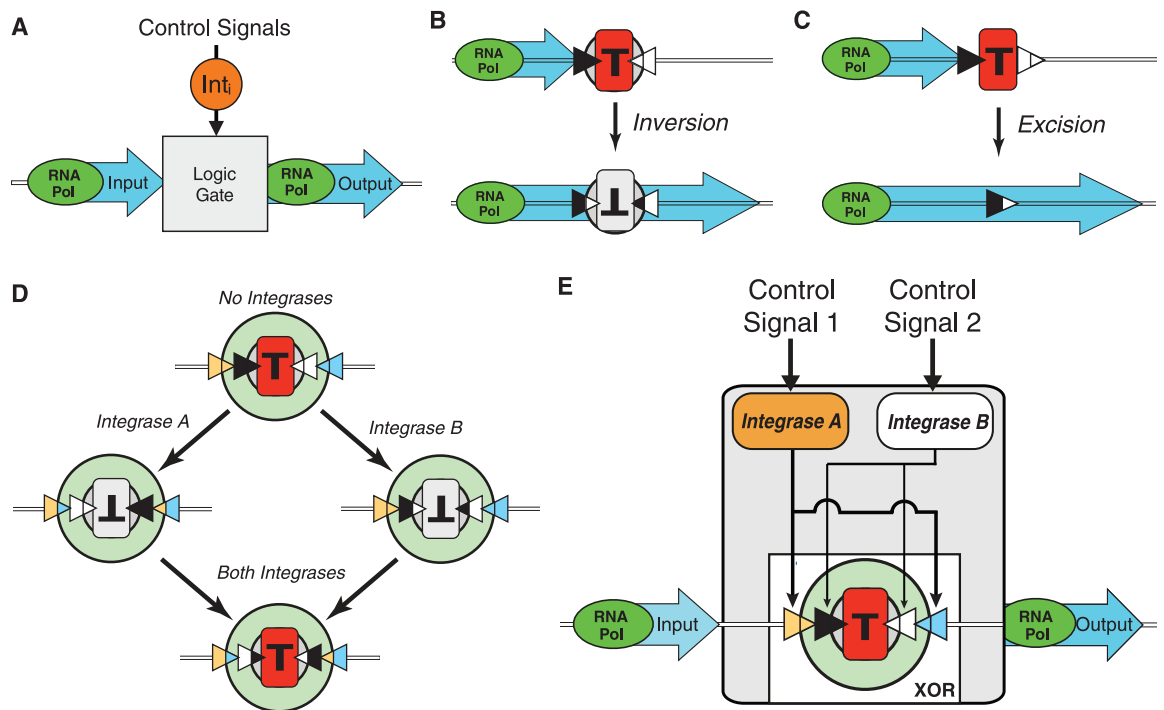 A
Control Signals
Int i
RNA
Pol
Input
Logic
Gate
RNA
Pol
Output
B
RNA
Pol
T
Inversion
RNA
Pol
T
C
RNA
Pol
T
Excision
RNA
Pol
D
No Integrases
T
Integrase A
Integrase B
T
T
Both Integrases
T
E
Control
Signal 1
Control
Signal 2
Integrase A
Integrase B
RNA
Pol
Input
T
XOR
RNA
Pol
Output